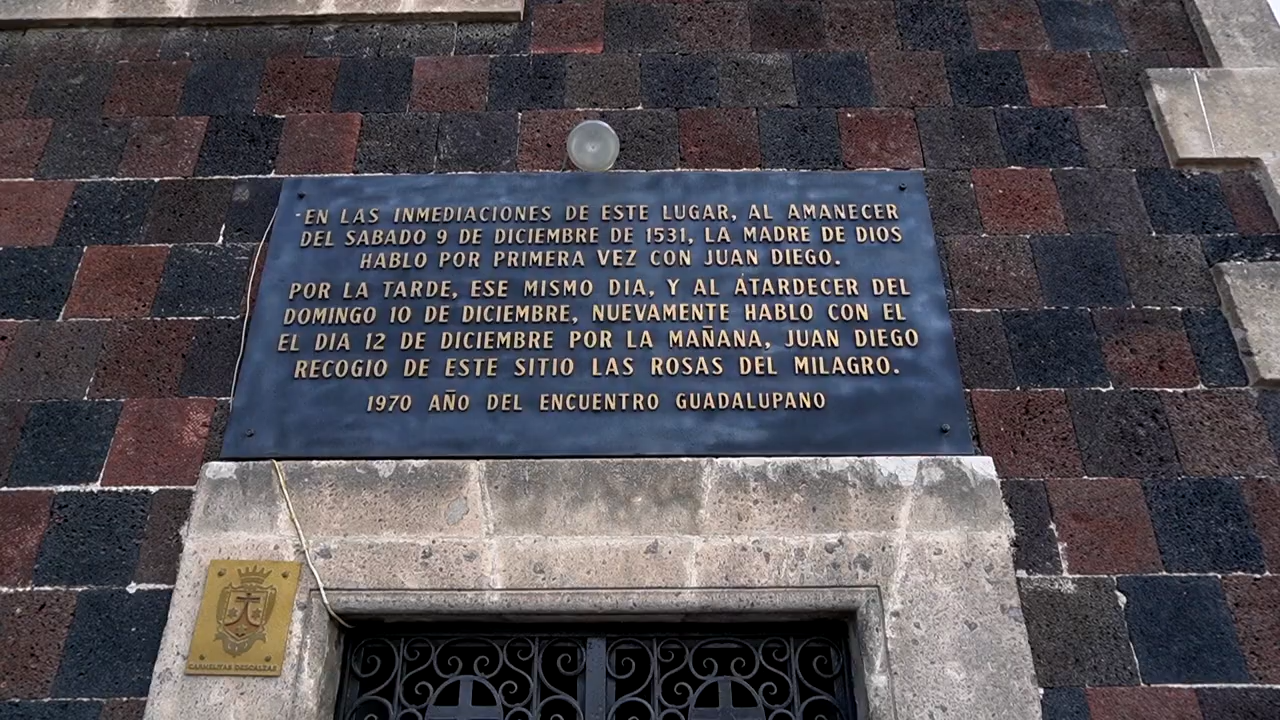 EN LAS INMEDIACIONES DE ESTE LUGAR, AL AMANECER
DEL SABADO 9 DE DICIEMBRE DE 1531, LA MADRE DE DIOS
HABLO POR PRIMERA VEZ CON JUAN DIEGO.
POR LA TARDE, ESE MISMO DIA, Y AL ATARDECER DEL
DOMINGO 10 DE DICIEMBRE, NUEVAMENTE HABLO CON EL
EL DIA 12 DE DICIEMBRE POR LA MAÑANA, JUAN DIEGO
RECOGIO DE ESTE SITIO LAS ROSAS DEL MILAGRO.
1970 AÑO DEL ENCUENTRO GUADALUPANO
CARMELITAS DESCALZAS